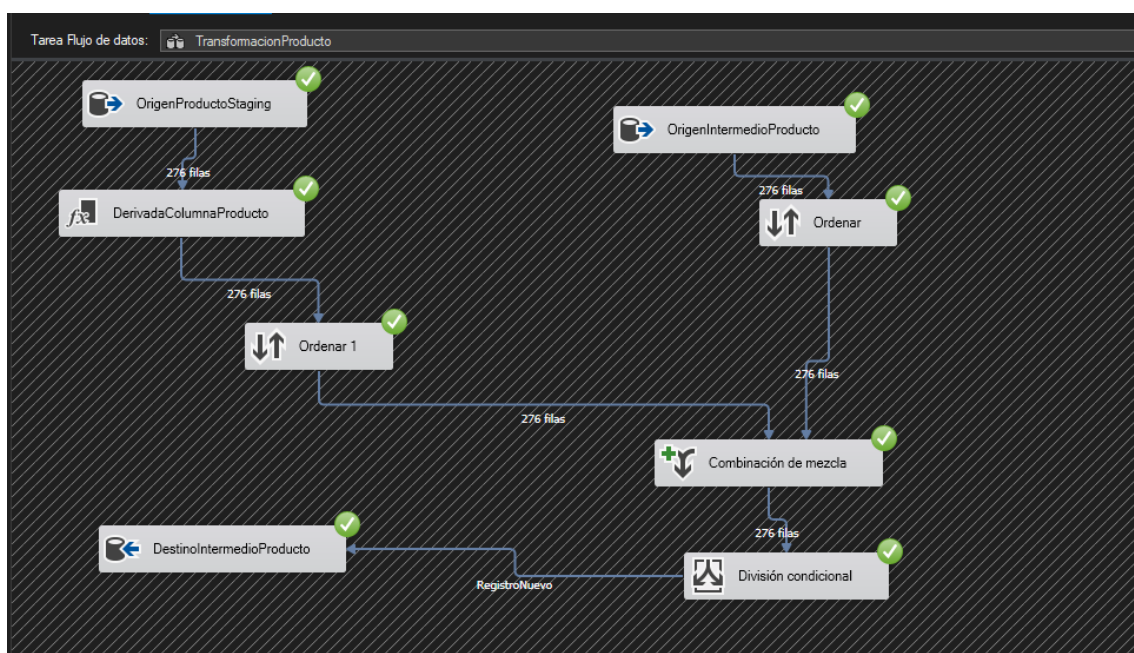 Tarea Flujo de datos: TransformacionProducto
OrigenProductoStaging
OrigenIntermedioProducto
276 filas
276 filas
DerivadaColumnaProducto
Ordenar
276 filas
Ordenar 1
276 filas
276 filas
Combinación de mezcla
276 filas
DestinoIntermedioProducto
División condicional
RegistroNuevo